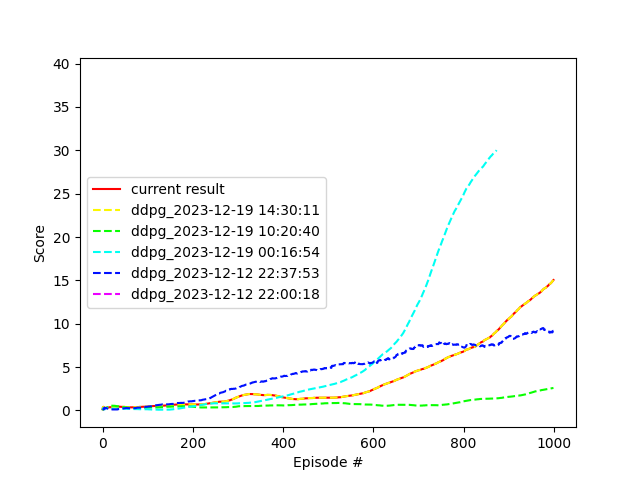 40
35
30
25
20
15
10
5
0
Score
current result
ddpg_2023-12-19 14:30:11
ddpg_2023-12-19 10:20:40
ddpg_2023-12-19 00:16:54
ddpg_2023-12-12 22:37:53
ddpg_2023-12-12 22:00:18
0 200 400 600 800 1000
Episode #